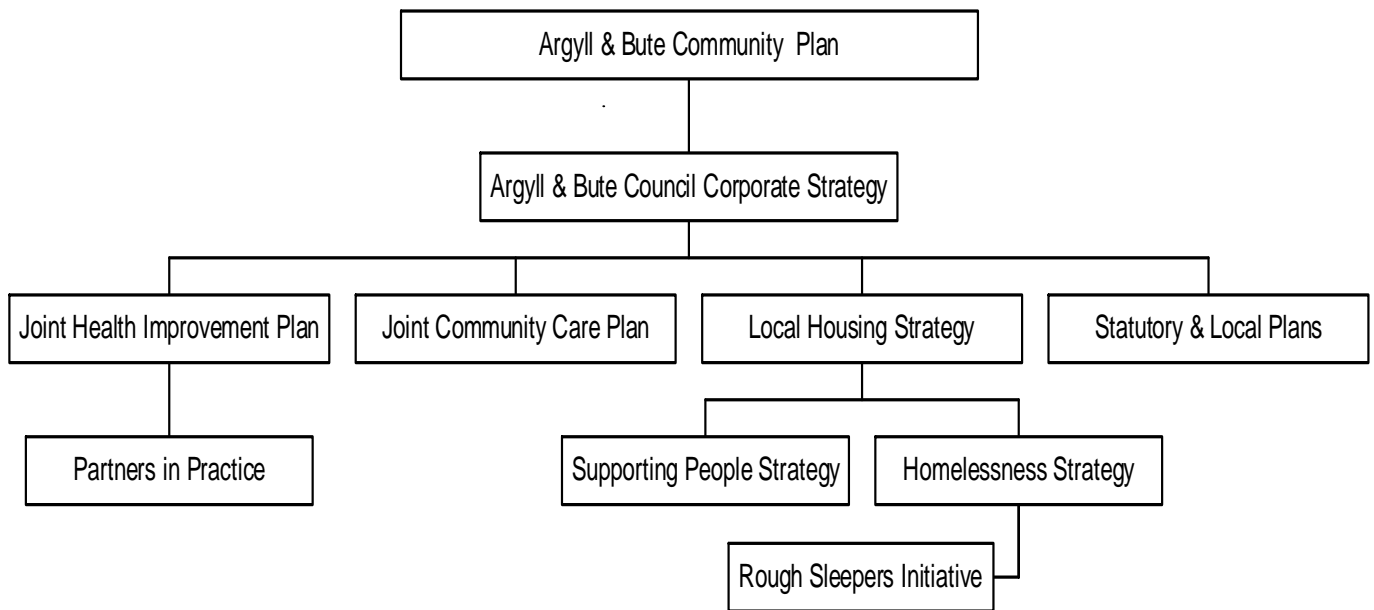 Argyll & Bute Community Plan
Argyll & Bute Council Corporate Strategy
Joint Health Improvement Plan
Joint Community Care Plan
Local Housing Strategy
Statutory & Local Plans
Partners in Practice
Supporting People Strategy
Homelessness Strategy
Rough Sleepers Initiative